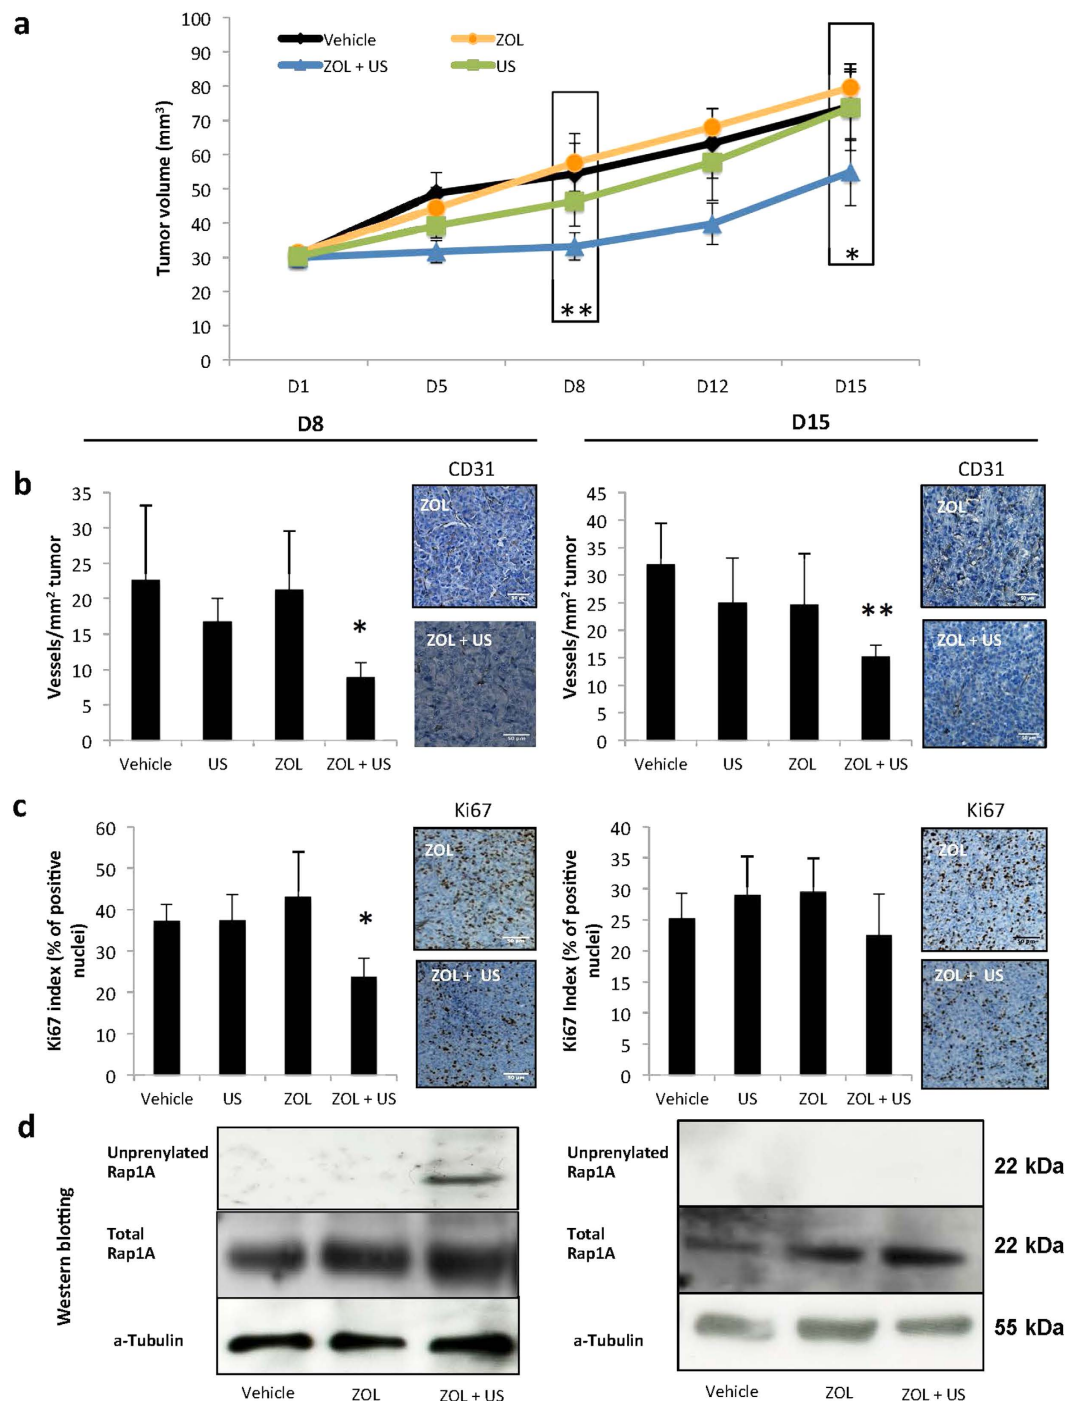 a
100
90
80
70
60
50
40
30
20
10
0
Tumor volume (mm³)
Vehicle
ZOL
ZOL + US
US
**
*
D1
D5
D8
D12
D15
D8
D15
b
Vessels/mm² tumor
35
30
25
20
15
10
5
0
*
Vehicle
US
ZOL
ZOL + US
CD31
ZOL
ZOL + US
50 µm
Vessels/mm² tumor
45
40
35
30
25
20
15
10
5
0
**
Vehicle
US
ZOL
ZOL + US
CD31
ZOL
ZOL + US
c
Ki67 index (% of positive
nuclei)
60
50
40
30
20
10
0
*
Vehicle
US
ZOL
ZOL + US
Ki67
ZOL
ZOL + US
Ki67 Index (% of positive
nuclei)
40
35
30
25
20
15
10
5
0
Vehicle
US
ZOL
ZOL + US
Ki67
ZOL
ZOL + US
d
Western blotting
Unprenylated
Rap1A
Total
Rap1A
a-Tubulin
Vehicle
ZOL
ZOL + US
Unprenylated
Rap1A
22 kDa
Total
Rap1A
22 kDa
a-Tubulin
55 kDa
Vehicle
ZOL
ZOL + US